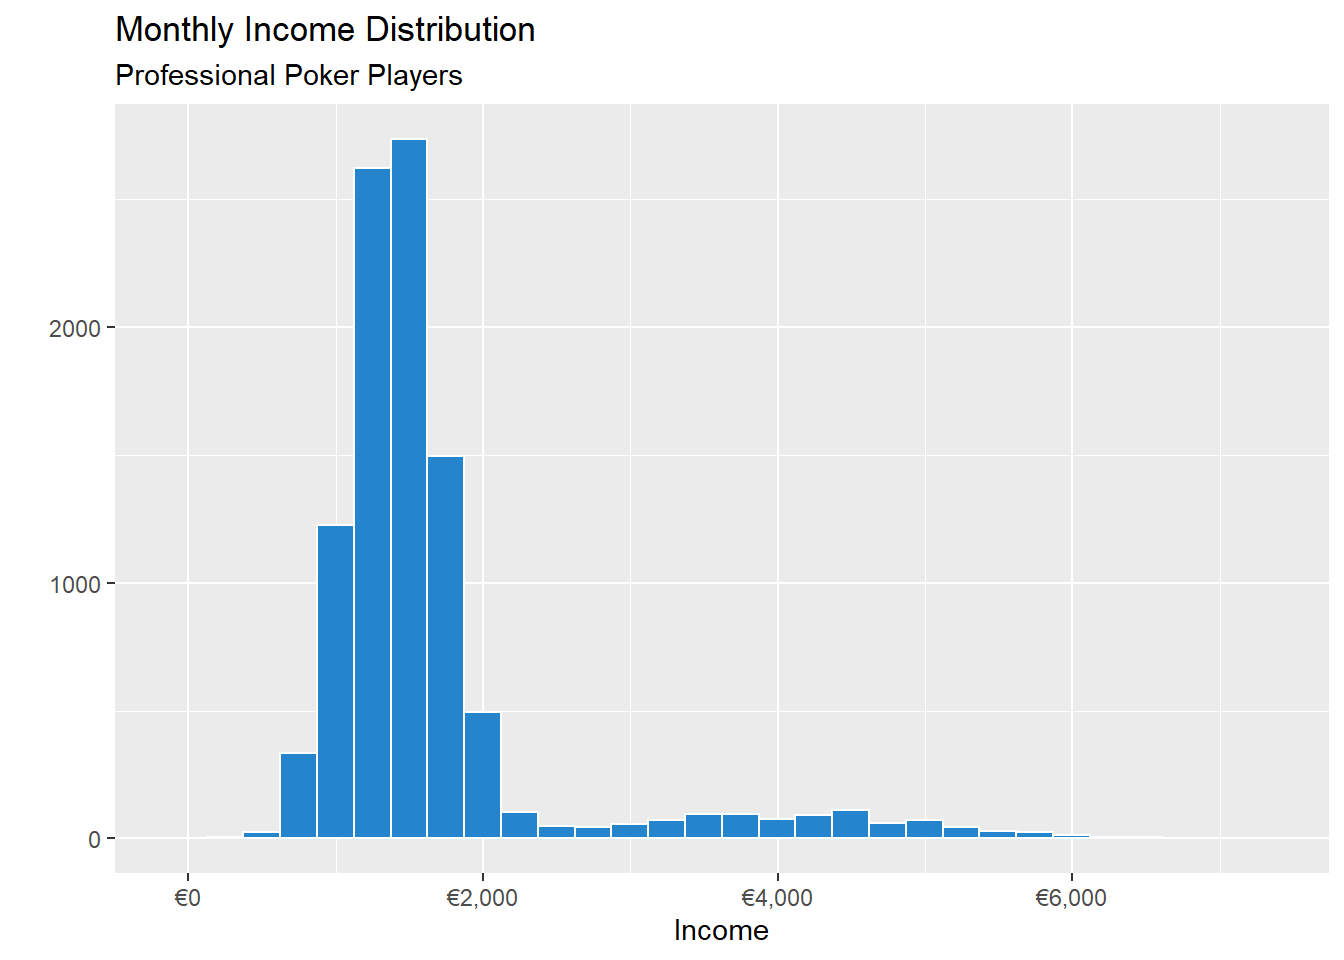 Monthly Income Distribution
Professional Poker Players
2000
1000
0
€0 €2,000 €4,000 €6,000
Income